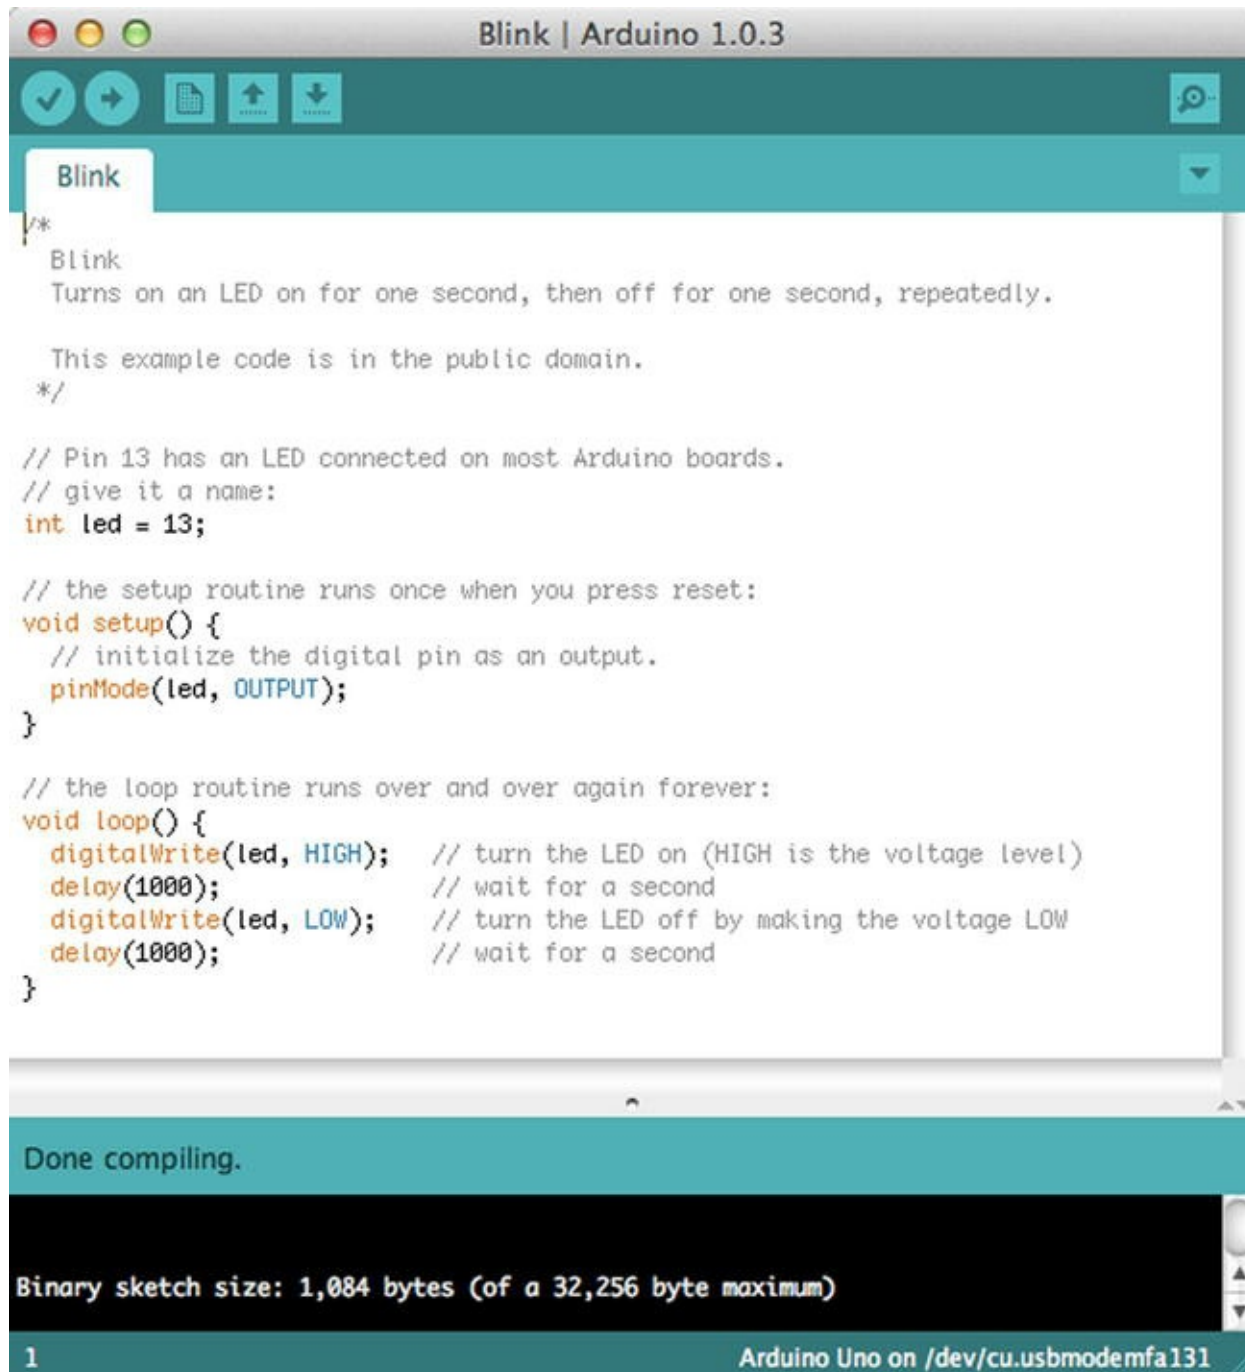 Blink | Arduino 1.0.3
Blink
/*
  Blink
  Turns on an LED on for one second, then off for one second, repeatedly.

  This example code is in the public domain.
 */

// Pin 13 has an LED connected on most Arduino boards.
// give it a name:
int led = 13;

// the setup routine runs once when you press reset:
void setup() {
  // initialize the digital pin as an output.
  pinMode(led, OUTPUT);
}

// the loop routine runs over and over again forever:
void loop() {
  digitalWrite(led, HIGH);   // turn the LED on (HIGH is the voltage level)
  delay(1000);               // wait for a second
  digitalWrite(led, LOW);    // turn the LED off by making the voltage LOW
  delay(1000);               // wait for a second
}
Done compiling.
Binary sketch size: 1,084 bytes (of a 32,256 byte maximum)
1 Arduino Uno on /dev/cu.usbmodemfa131